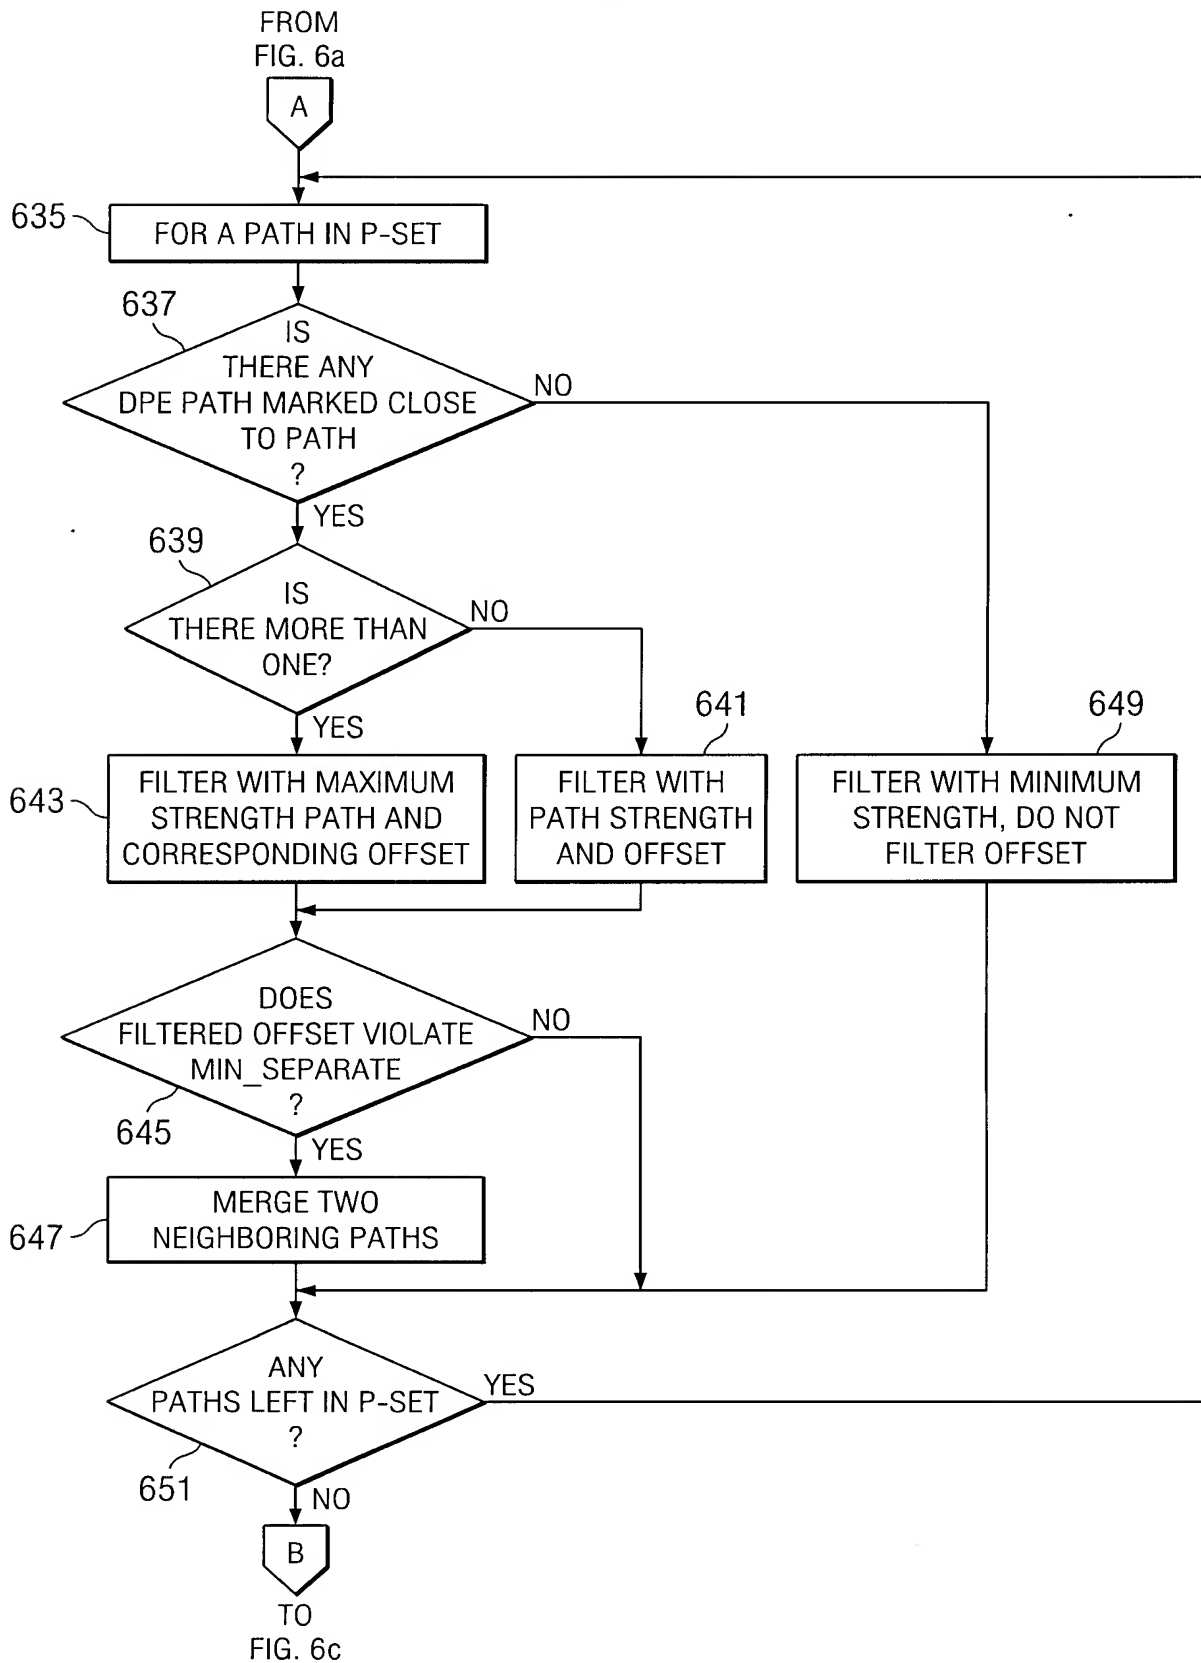 FROM
FIG. 6a
A
635
FOR A PATH IN P-SET
637
IS
THERE ANY
DPE PATH MARKED CLOSE
TO PATH
?
NO
YES
639
IS
THERE MORE THAN
ONE?
NO
YES
643
FILTER WITH MAXIMUM
STRENGTH PATH AND
CORRESPONDING OFFSET
641
FILTER WITH
PATH STRENGTH
AND OFFSET
649
FILTER WITH MINIMUM
STRENGTH, DO NOT
FILTER OFFSET
DOES
FILTERED OFFSET VIOLATE
MIN_SEPARATE
?
NO
645
YES
647
MERGE TWO
NEIGHBORING PATHS
ANY
PATHS LEFT IN P-SET
?
YES
651
NO
B
TO
FIG. 6c